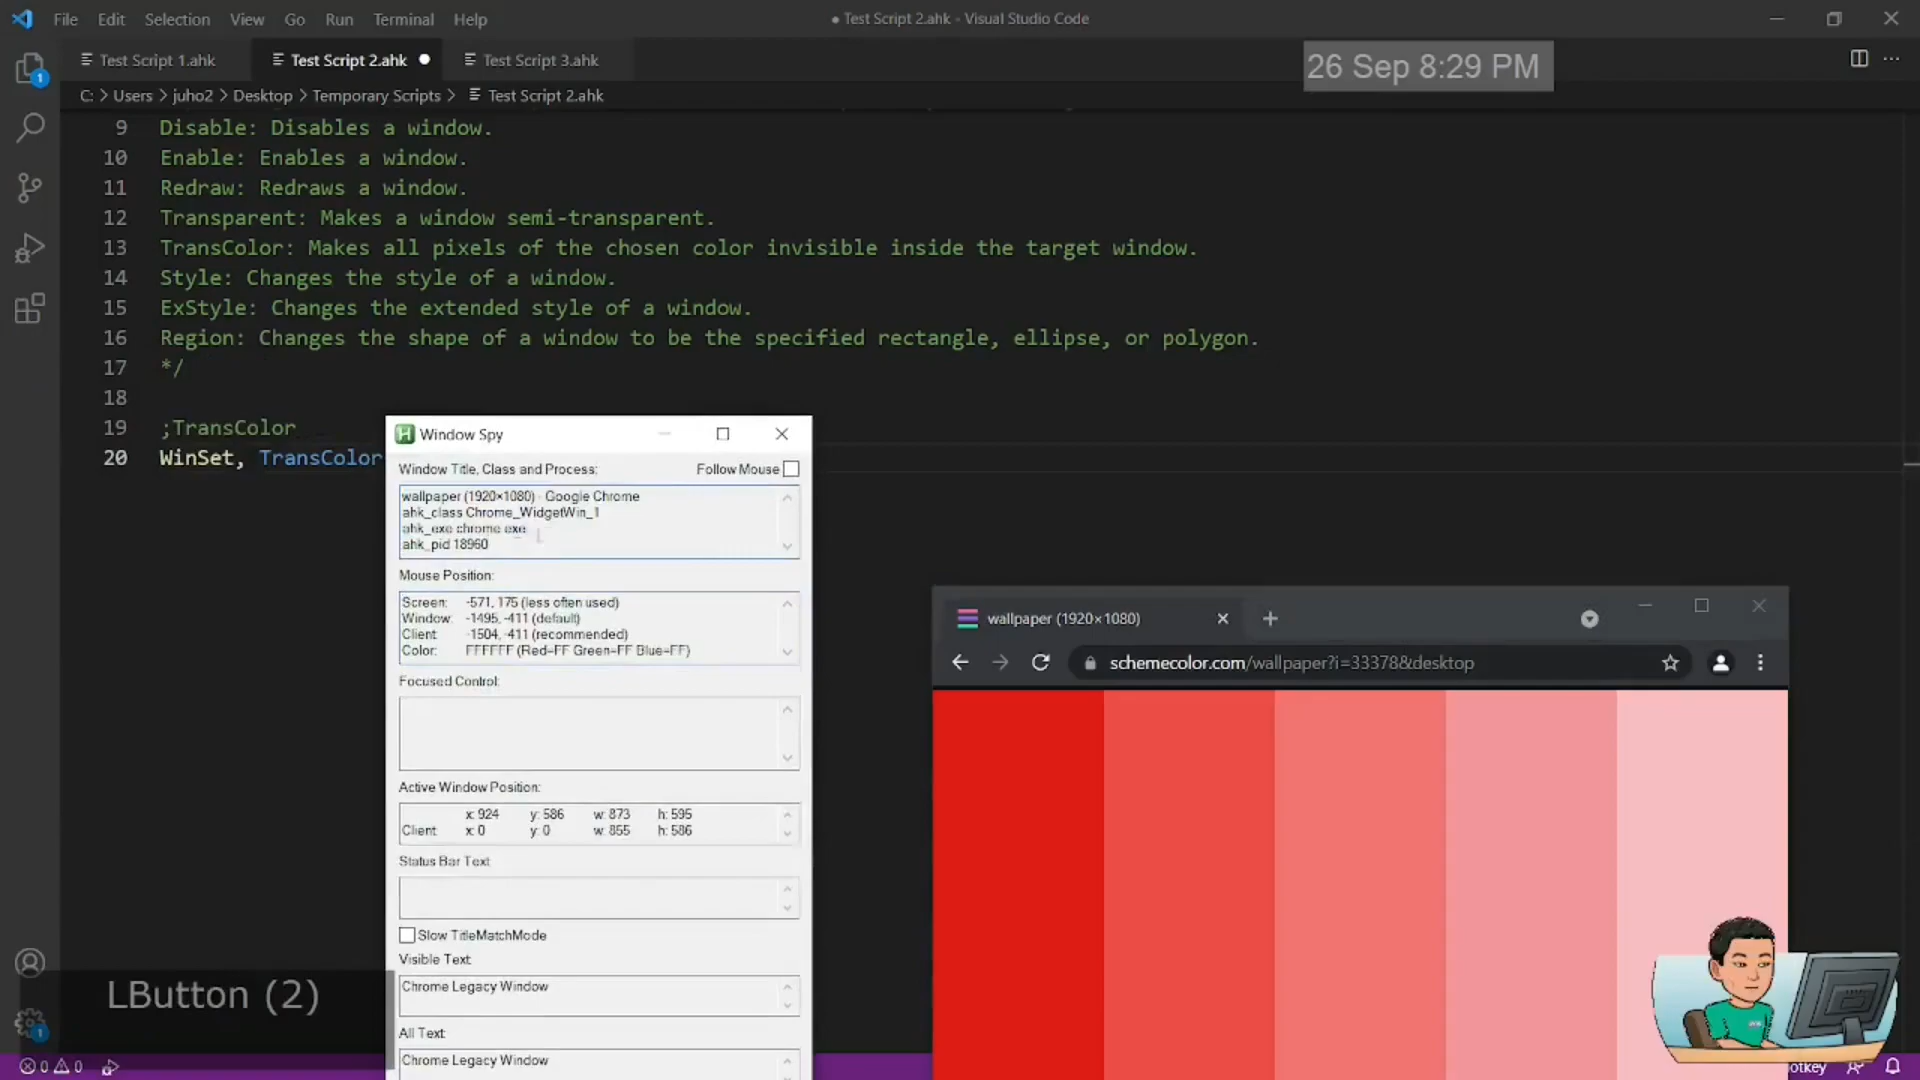 File Edit Selection View Go Run Terminal Help
● Test Script 2.ahk - Visual Studio Code
Test Script 1.ahk
Test Script 2.ahk
Test Script 3.ahk
26 Sep 8:29 PM
C: > Users > juho2 > Desktop > Temporary Scripts > Test Script 2.ahk
9 Disable: Disables a window.
10 Enable: Enables a window.
11 Redraw: Redraws a window.
12 Transparent: Makes a window semi-transparent.
13 TransColor: Makes all pixels of the chosen color invisible inside the target window.
14 Style: Changes the style of a window.
15 ExStyle: Changes the extended style of a window.
16 Region: Changes the shape of a window to be the specified rectangle, ellipse, or polygon.
17 */
18
19 ;TransColor
20 WinSet, TransColor
Window Spy
Window Title, Class and Process:
Follow Mouse
wallpaper (1920×1080) - Google Chrome
ahk_class Chrome_WidgetWin_1
ahk_exe chrome.exe
ahk_pid 18960
Mouse Position:
Screen: -571, 175 (less often used)
Window: -1495, -411 (default)
Client: -1504, -411 (recommended)
Color: FFFFFF (Red=FF Green=FF Blue=FF)
Focused Control:
Active Window Position:
x: 924 y: 586 w: 873 h: 595
Client: x: 0 y: 0 w: 855 h: 586
Status Bar Text:
Slow TitleMatchMode
Visible Text:
Chrome Legacy Window
All Text:
Chrome Legacy Window
wallpaper (1920×1080)
schemecolor.com/wallpaper?i=33378&desktop
LButton (2)
1
1
0 0
otkey